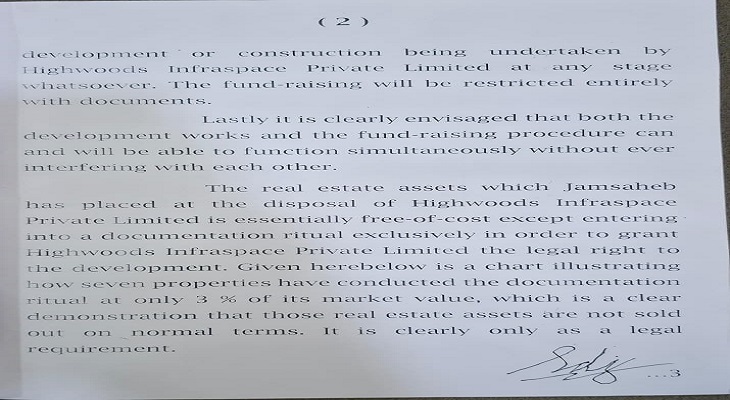 ( 2 )
development or construction being undertaken by
Highwoods Infraspace Private Limited at any stage
whatsoever. The fund-raising will be restricted entirely
with documents.
Lastly it is clearly envisaged that both the
development works and the fund-raising procedure can
and will be able to function simultaneously without ever
interfering with each other.
The real estate assets which Jamsaheb
has placed at the disposal of Highwoods Infraspace
Private Limited is essentially free-of-cost except entering
into a documentation ritual exclusively in order to grant
Highwoods Infraspace Private Limited the legal right to
the development. Given herebelow is a chart illustrating
how seven properties have conducted the documentation
ritual at only 3 % of its market value, which is a clear
demonstration that those real estate assets are not sold
out on normal terms. It is clearly only as a legal
requirement.
...3